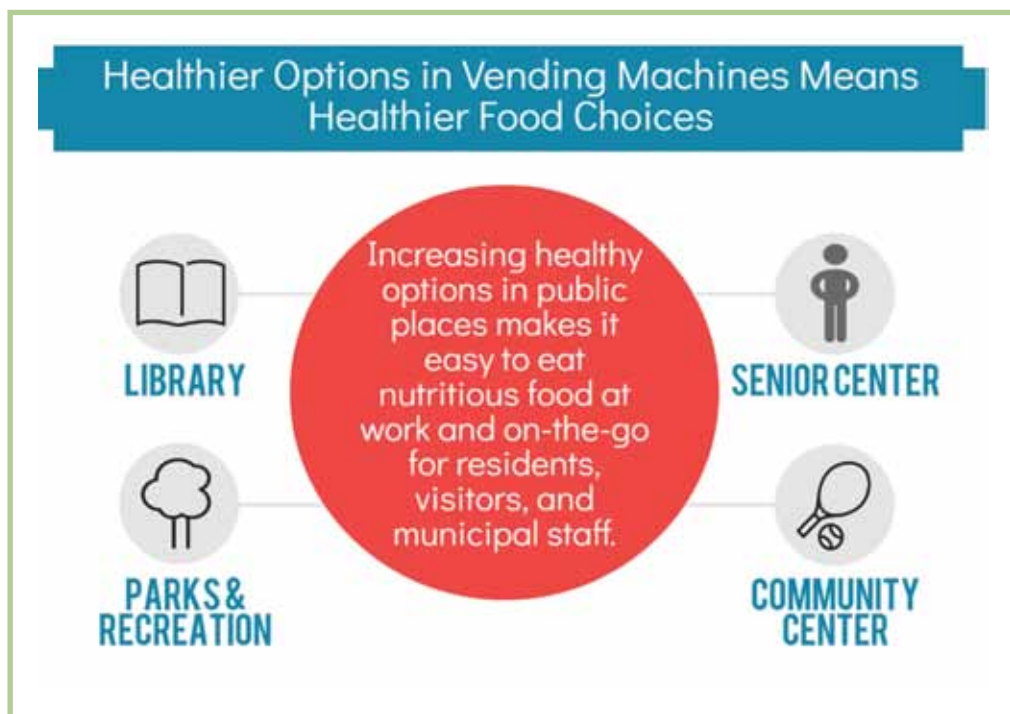 Healthier Options in Vending Machines Means
Healthier Food Choices
Increasing healthy
options in public
places makes it
easy to eat
nutritious food at
work and on-the-go
for residents,
visitors, and
municipal staff.
LIBRARY
PARKS &
RECREATION
SENIOR CENTER
COMMUNITY
CENTER